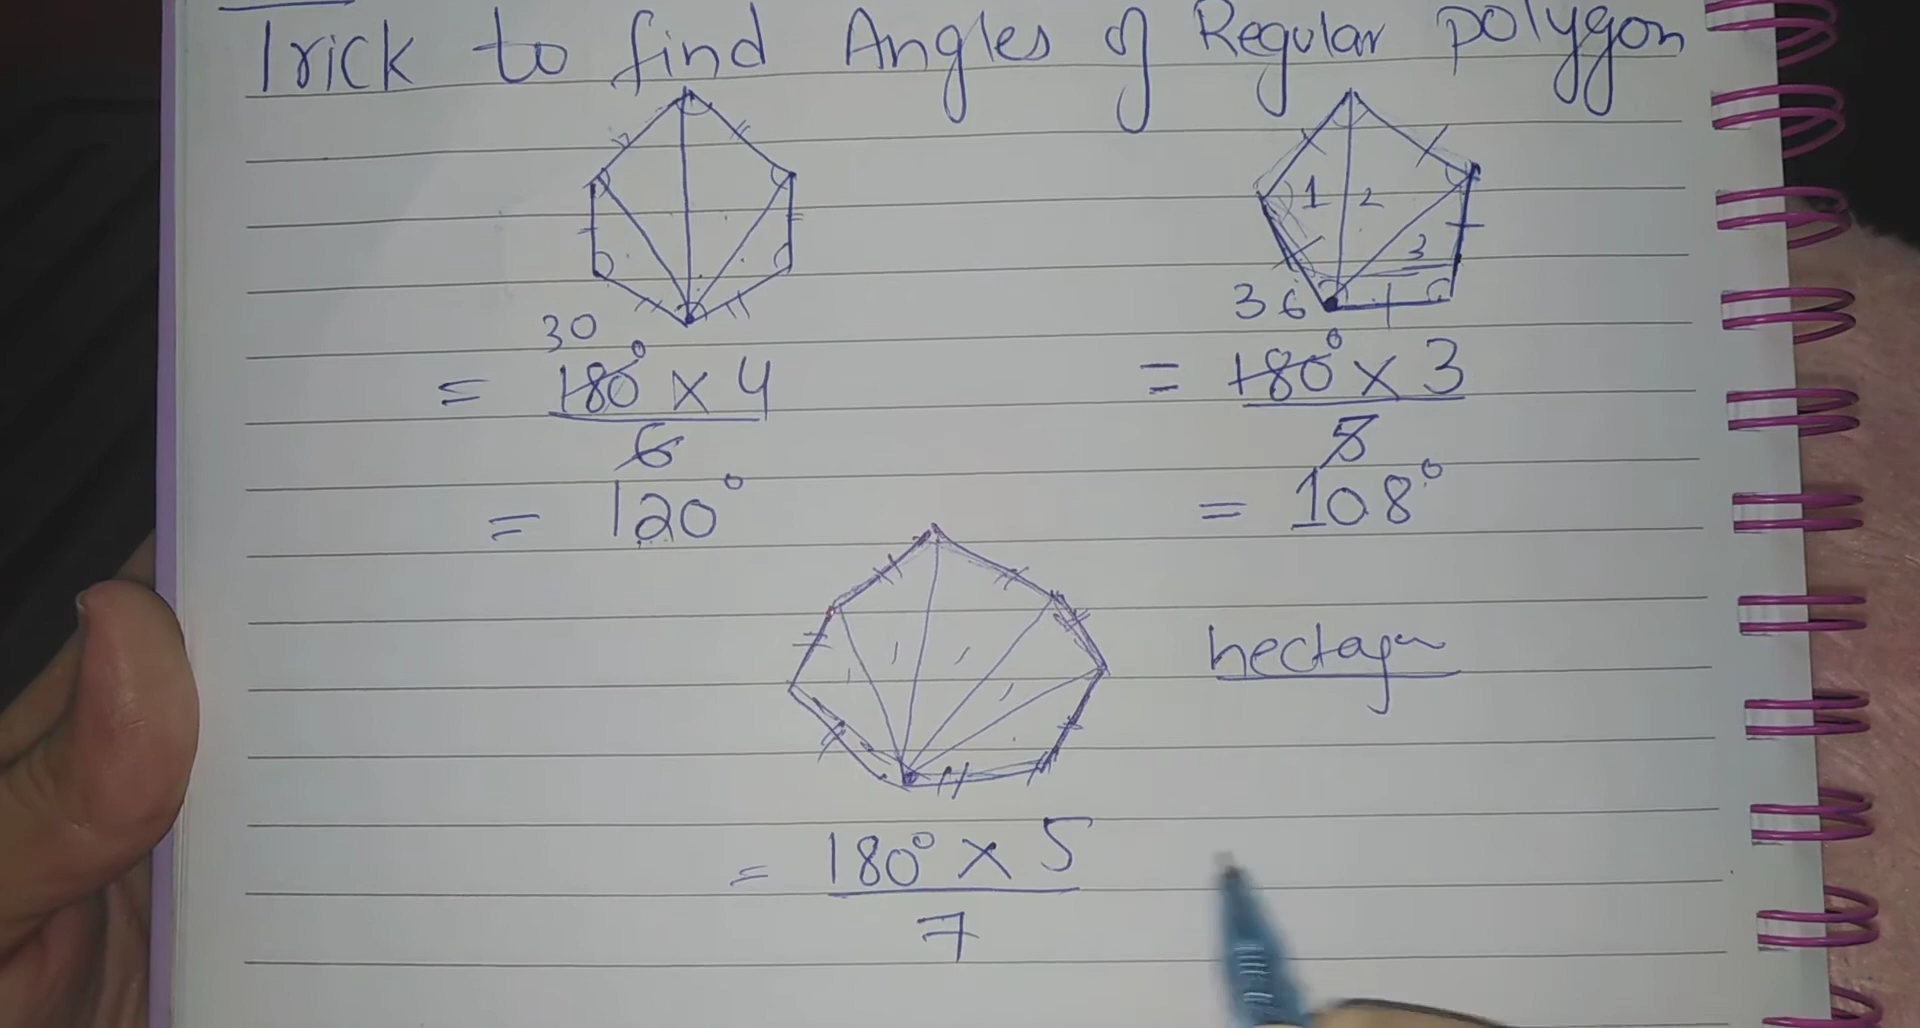 Trick to find Angles of Regular polygon
1 2
3
30
36
= 180° x 4
6
= 180° x 3
5
= 120°
= 108°
hectagon
= 180° x 5
7